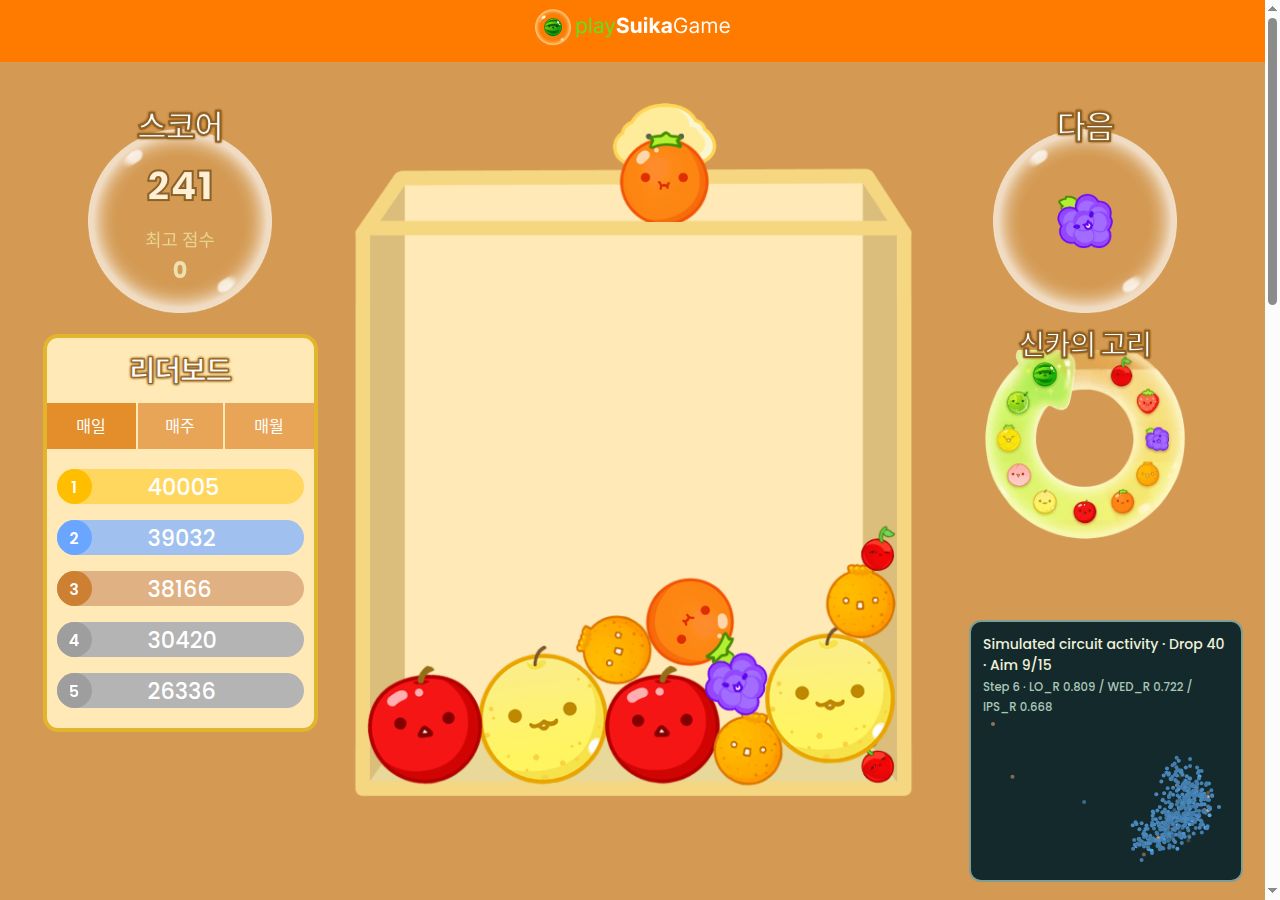 playSuikaGame
스코어
241
최고 점수
0
리더보드
매일 매주 매월
1 40005
2 39032
3 38166
4 30420
5 26336
다음
신카의 고리
Simulated circuit activity · Drop 40
· Aim 9/15
Step 6 · LO_R 0.809 / WED_R 0.722 /
IPS_R 0.668